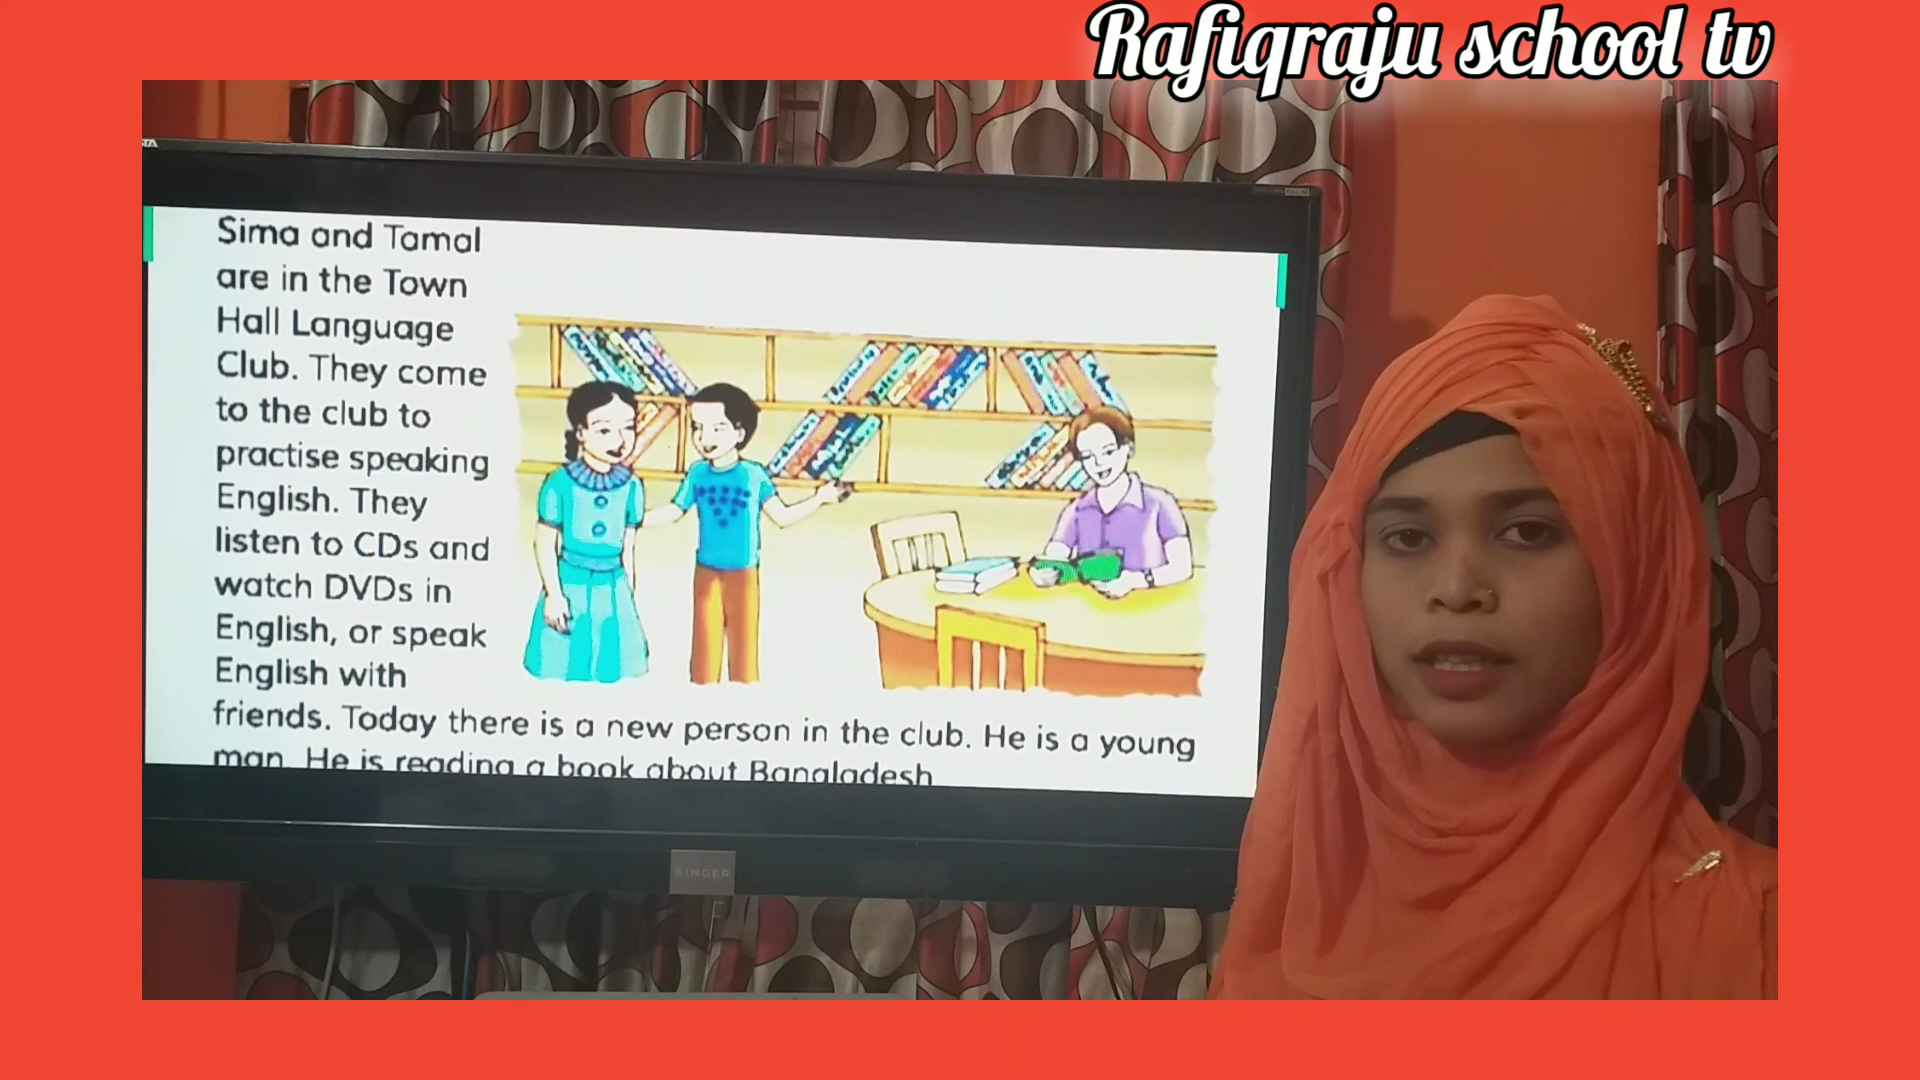 Rafiqraju school tv
Sima and Tamal
are in the Town
Hall Language
Club. They come
to the club to
practise speaking
English. They
listen to CDs and
watch DVDs in
English, or speak
English with
friends. Today there is a new person in the club. He is a young
man. He is reading a book about Bangladesh
SINGER